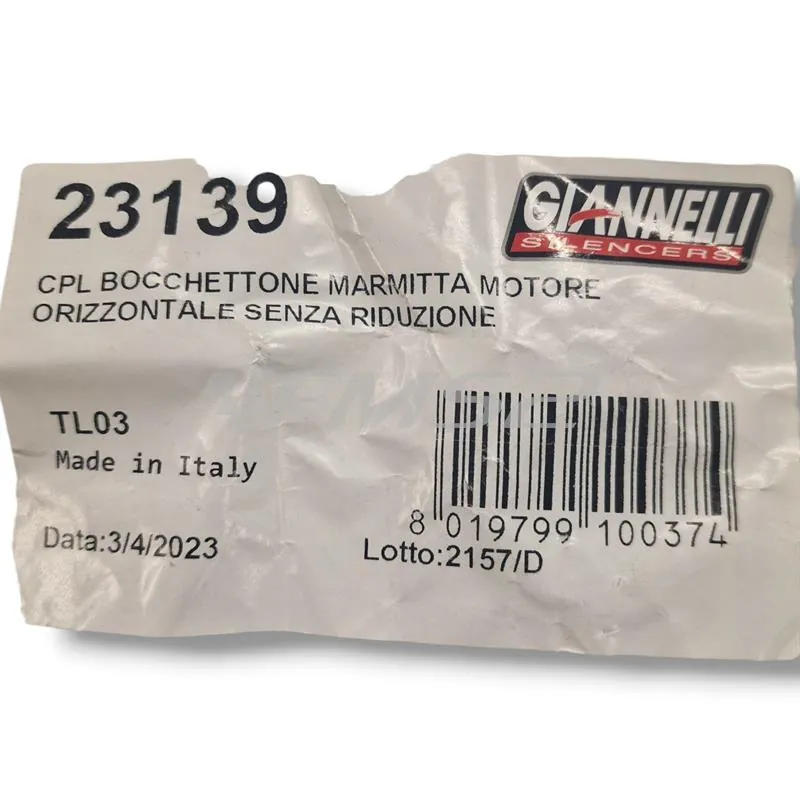 23139
GIANNELLI
SILENCERS
CPL BOCCHETTONE MARMITTA MOTORE
ORIZZONTALE SENZA RIDUZIONE
TL03
Made in Italy
8 019799 100374
Data:3/4/2023
Lotto:2157/D